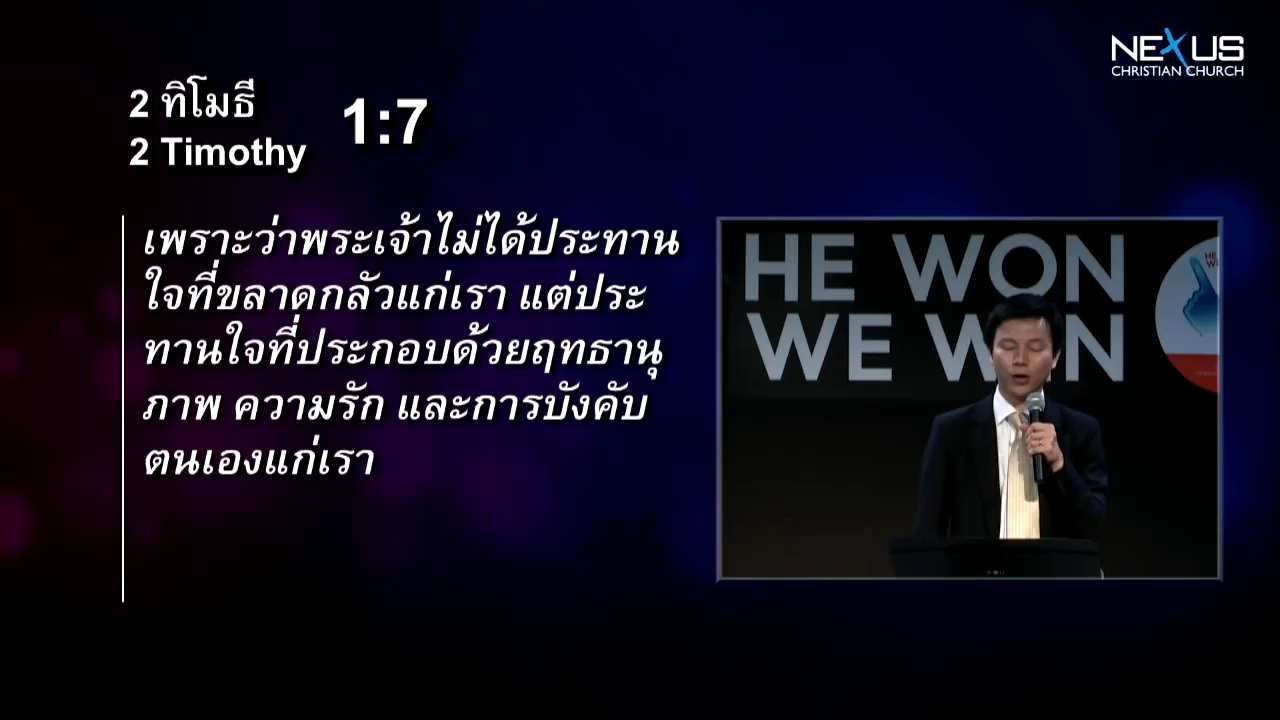 NEXUS
CHRISTIAN CHURCH
2 ทิโมธี
2 Timothy
1:7
เพราะว่าพระเจ้าไม่ได้ประทาน
ใจที่ขลาดกลัวแก่เรา แต่ประ
ทานใจที่ประกอบด้วยฤทธานุ
ภาพ ความรัก และการบังคับ
ตนเองแก่เรา
HE WON
WE W N